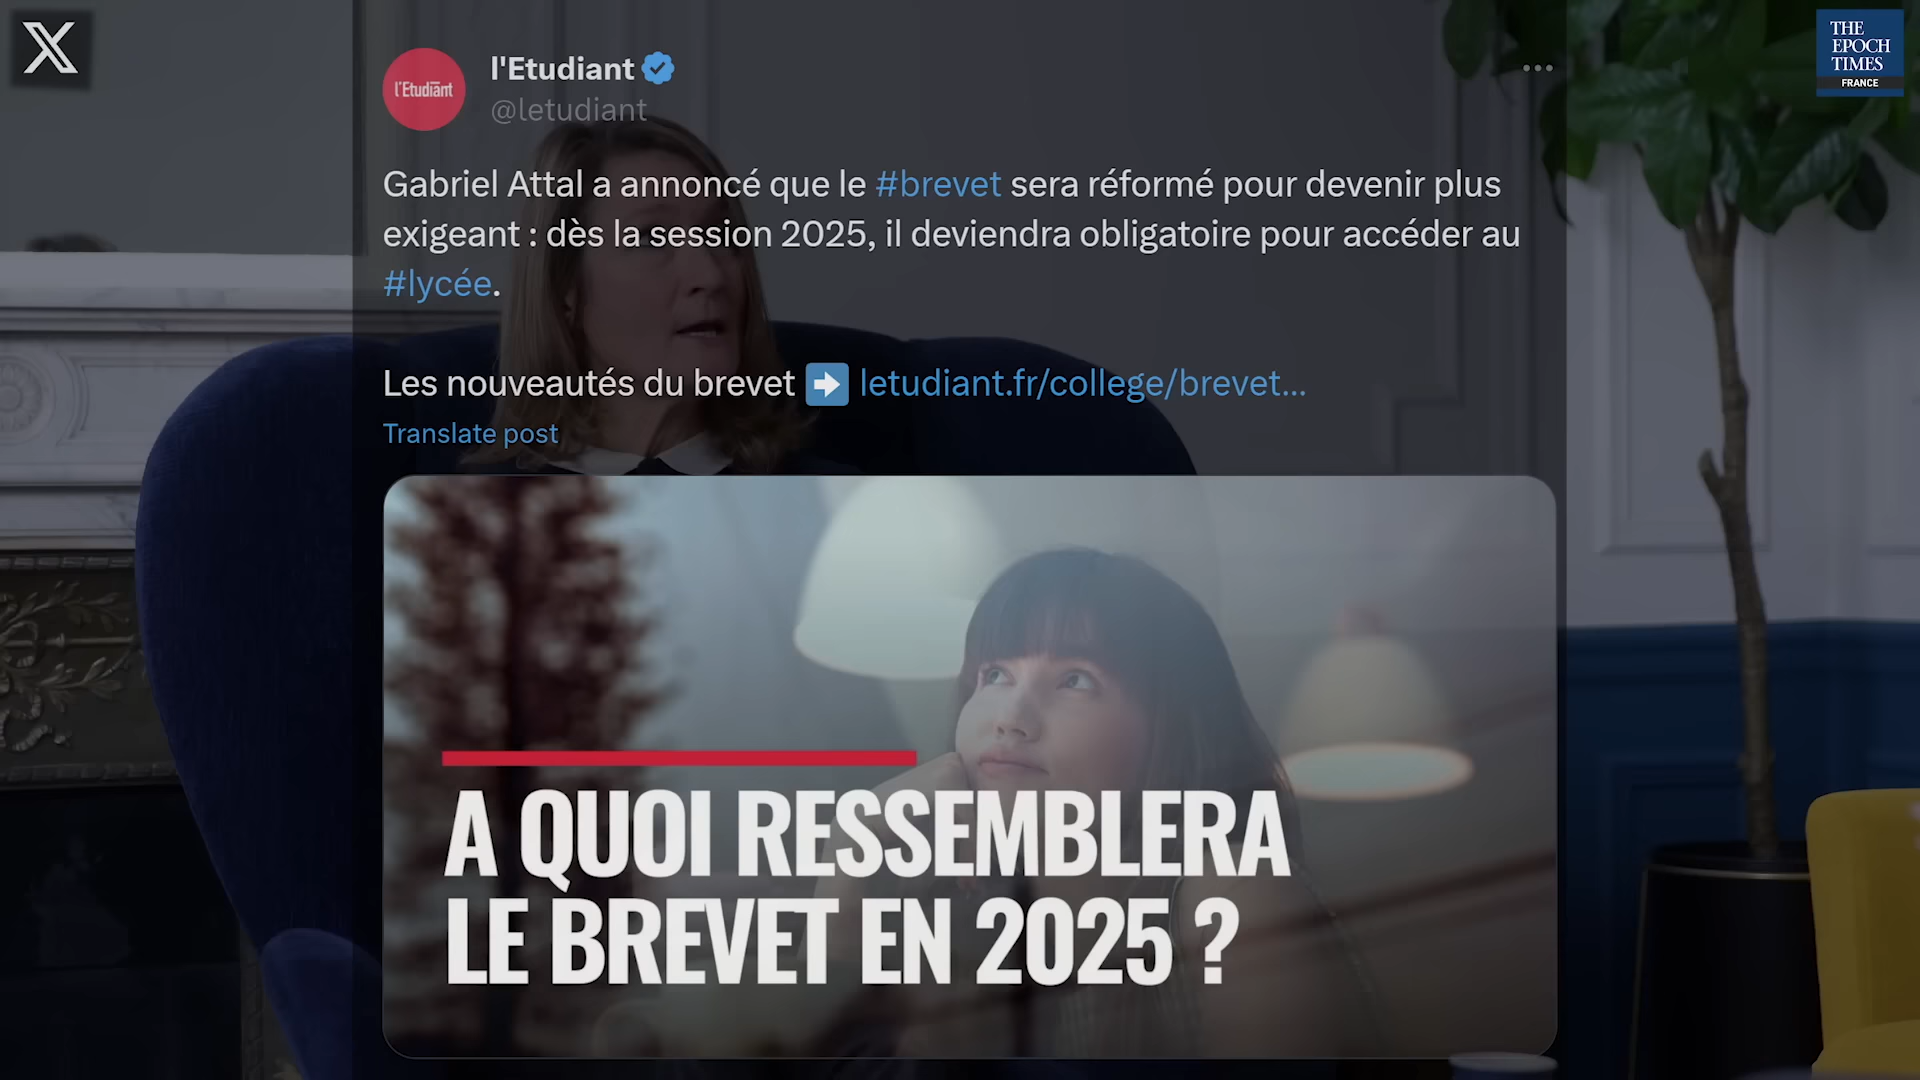 X
THE
EPOCH
TIMES
FRANCE
l'Etudiant
l'Etudiant
@letudiant
Gabriel Attal a annoncé que le #brevet sera réformé pour devenir plus
exigeant : dès la session 2025, il deviendra obligatoire pour accéder au
#lycée.
Les nouveautés du brevet ➡️ letudiant.fr/college/brevet...
Translate post
A QUOI RESSEMBLERA
LE BREVET EN 2025 ?